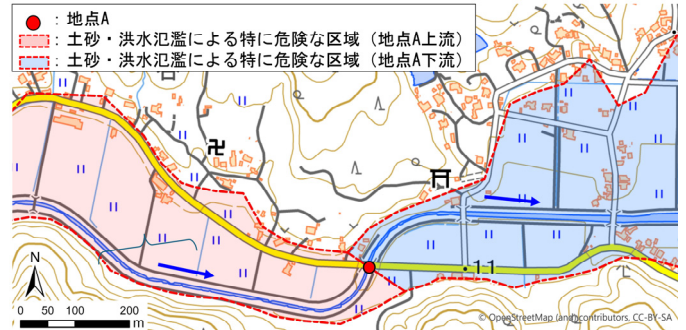 ：地点A
：土砂・洪水氾濫による特に危険な区域（地点A上流）
：土砂・洪水氾濫による特に危険な区域（地点A下流）
11
N
0 50 100 200
m
© OpenStreetMap (and) contributors, CC-BY-SA